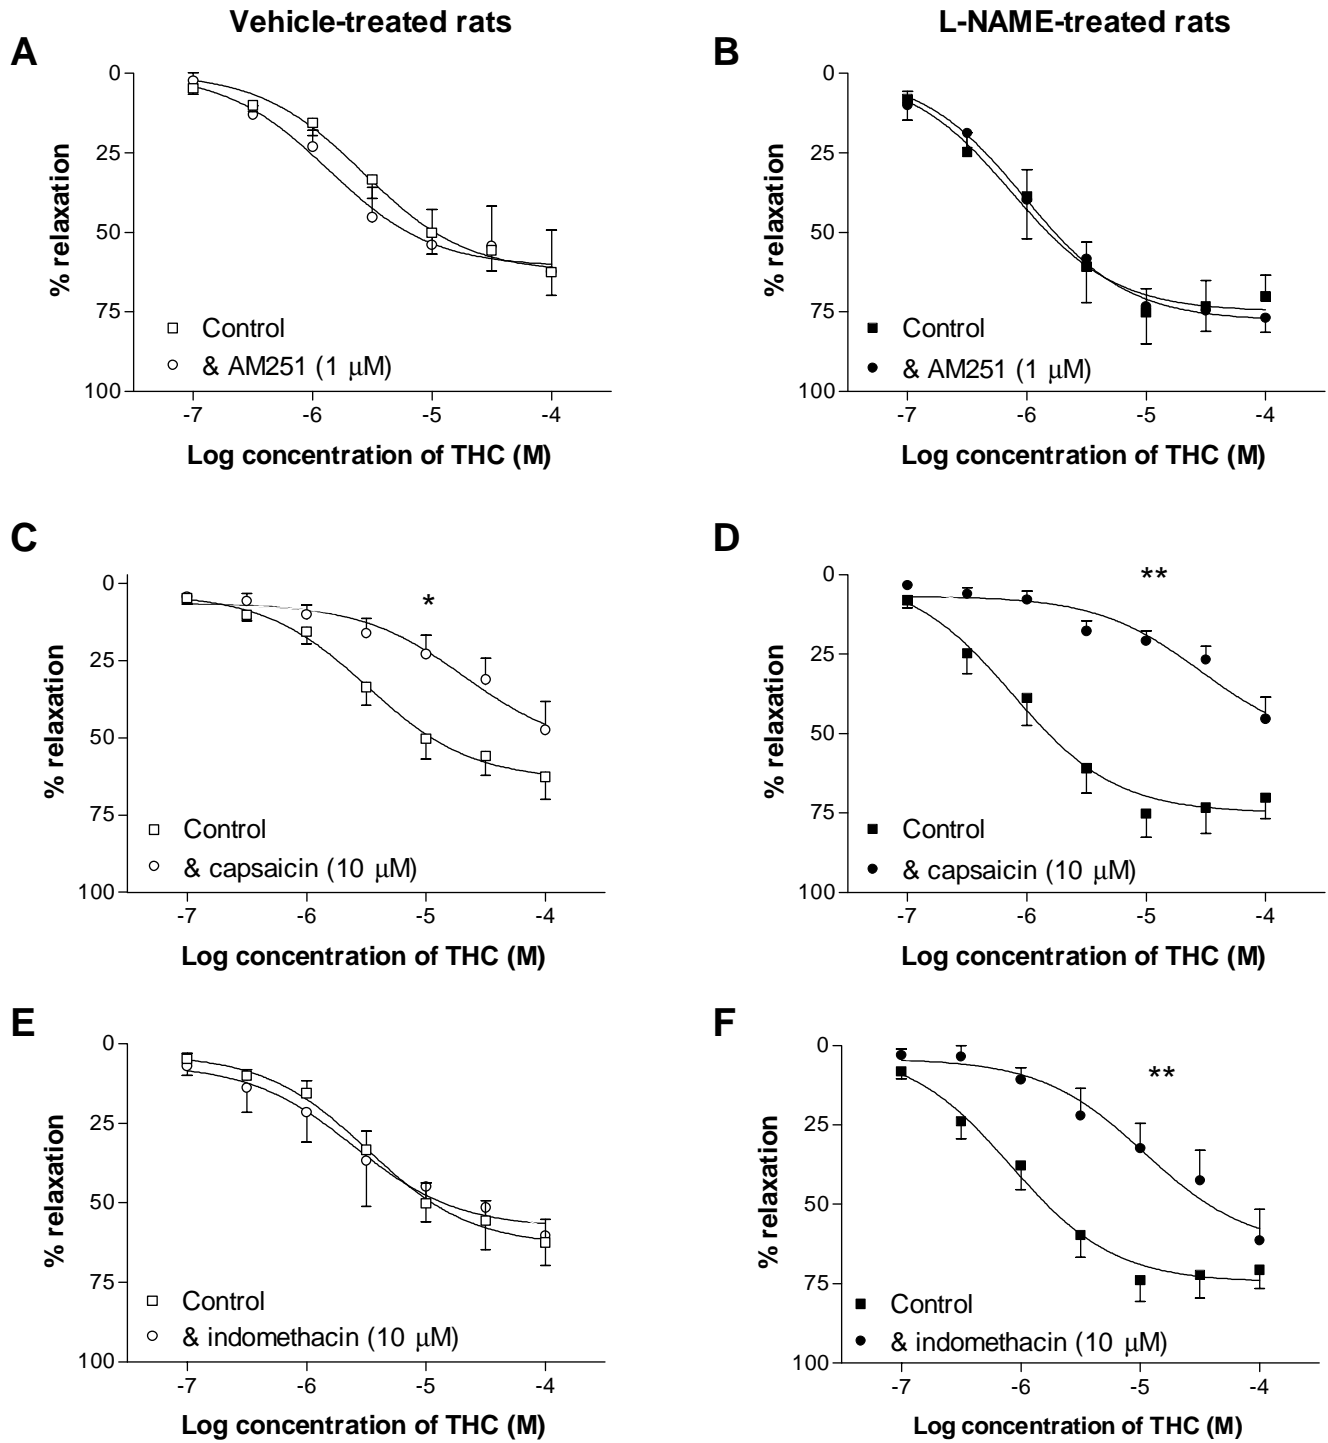 Vehicle-treated rats
L-NAME-treated rats
A
0
25
50
75
100
% relaxation
Control
& AM251 (1 μM)
-7 -6 -5 -4
Log concentration of THC (M)
B
0
25
50
75
100
% relaxation
Control
& AM251 (1 μM)
-7 -6 -5 -4
Log concentration of THC (M)
C
0
25
50
75
100
% relaxation
*
Control
& capsaicin (10 μM)
-7 -6 -5 -4
Log concentration of THC (M)
D
0
25
50
75
100
% relaxation
**
Control
& capsaicin (10 μM)
-7 -6 -5 -4
Log concentration of THC (M)
E
0
25
50
75
100
% relaxation
Control
& indomethacin (10 μM)
-7 -6 -5 -4
Log concentration of THC (M)
F
0
25
50
75
100
% relaxation
**
Control
& indomethacin (10 μM)
-7 -6 -5 -4
Log concentration of THC (M)